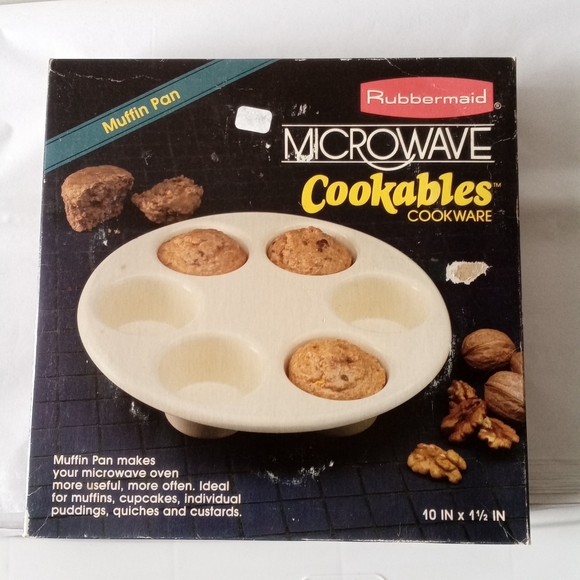 Muffin Pan
Rubbermaid®
MICROWAVE
Cookables™
COOKWARE
Muffin Pan makes
your microwave oven
more useful, more often. Ideal
for muffins, cupcakes, individual
puddings, quiches and custards.
10 IN x 1½ IN